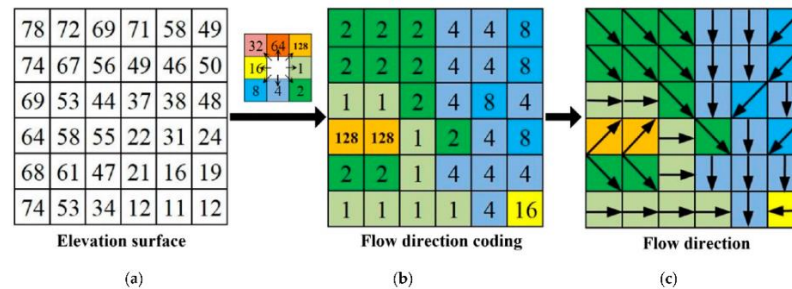 78 72 69 71 58 49
74 67 56 49 46 50
69 53 44 37 38 48
64 58 55 22 31 24
68 61 47 21 16 19
74 53 34 12 11 12
Elevation surface
(a)
32 64 128
16 1
8 4 2
2 2 2 4 4 8
2 2 2 4 4 8
1 1 2 4 8 4
128 128 1 2 4 8
2 2 1 4 4 4
1 1 1 1 4 16
Flow direction coding
(b)
Flow direction
(c)